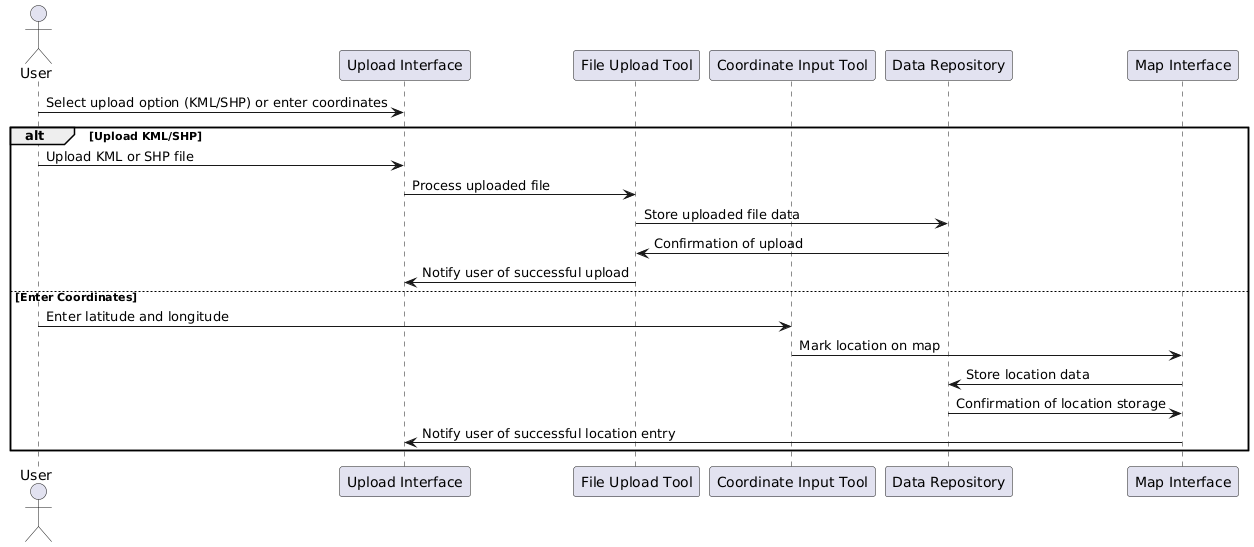 User
Upload Interface
File Upload Tool
Coordinate Input Tool
Data Repository
Map Interface
Select upload option (KML/SHP) or enter coordinates
alt
[Upload KML/SHP]
Upload KML or SHP file
Process uploaded file
Store uploaded file data
Confirmation of upload
Notify user of successful upload
[Enter Coordinates]
Enter latitude and longitude
Mark location on map
Store location data
Confirmation of location storage
Notify user of successful location entry
User
Upload Interface
File Upload Tool
Coordinate Input Tool
Data Repository
Map Interface